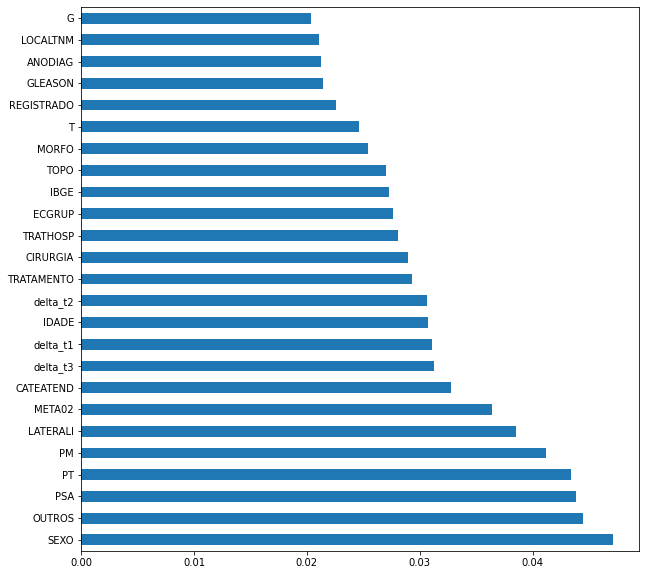 G
LOCALTNM
ANODIAG
GLEASON
REGISTRADO
T
MORFO
TOPO
IBGE
ECGRUP
TRATHOSP
CIRURGIA
TRATAMENTO
delta_t2
IDADE
delta_t1
delta_t3
CATEATEND
META02
LATERALI
PM
PT
PSA
OUTROS
SEXO
0.00 0.01 0.02 0.03 0.04